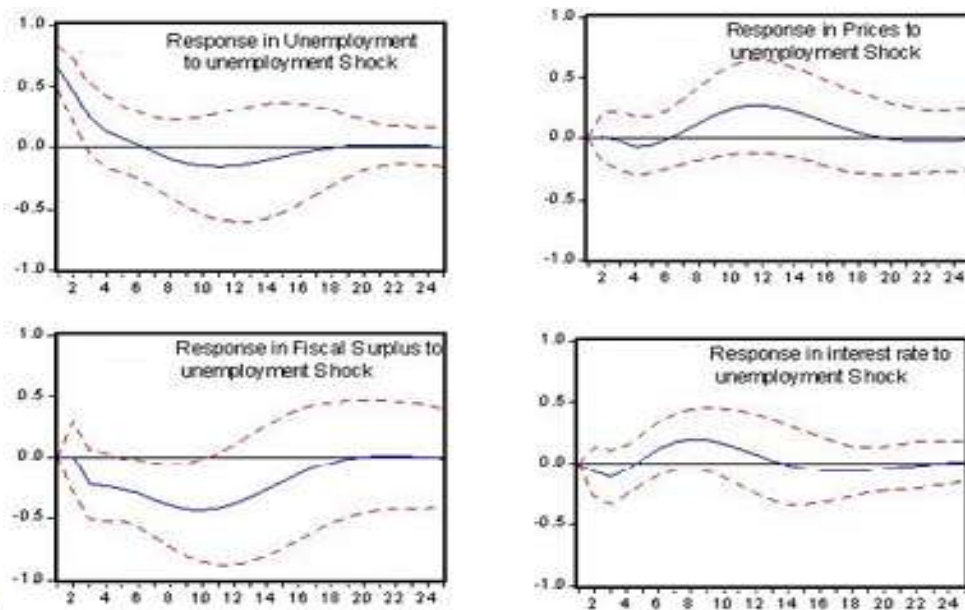 1.0
0.5
0.0
-0.5
-1.0
Response in Unemployment
to unemployment Shock
2 4 6 8 10 12 14 16 18 20 22 24
1.0
0.5
0.0
-0.5
-1.0
Response in Prices to
unemployment Shock
2 4 6 8 10 12 14 16 18 20 22 24
1.0
0.5
0.0
-0.5
-1.0
Response in Fiscal Surplus to
unemployment Shock
2 4 6 8 10 12 14 16 18 20 22 24
1.0
0.5
0.0
-0.5
-1.0
Response in interest rate to
unemployment Shock
2 4 6 8 10 12 14 16 18 20 22 24